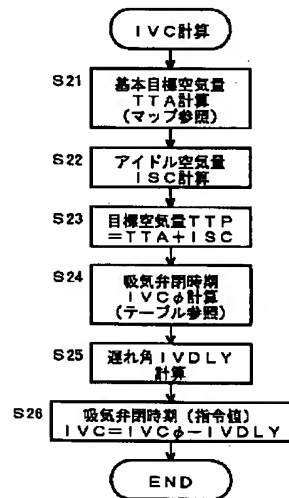 IVC計算
S21
基本目標空気量
TTA計算
(マップ参照)
S22
アイドル空気量
ISC計算
S23
目標空気量TTP
=TTA+ISC
S24
吸気弁閉時期
IVCφ計算
(テーブル参照)
S25
遅れ角IVDLY
計算
S26
吸気弁閉時期(指令値)
IVC=IVCφ-IVDLY
END